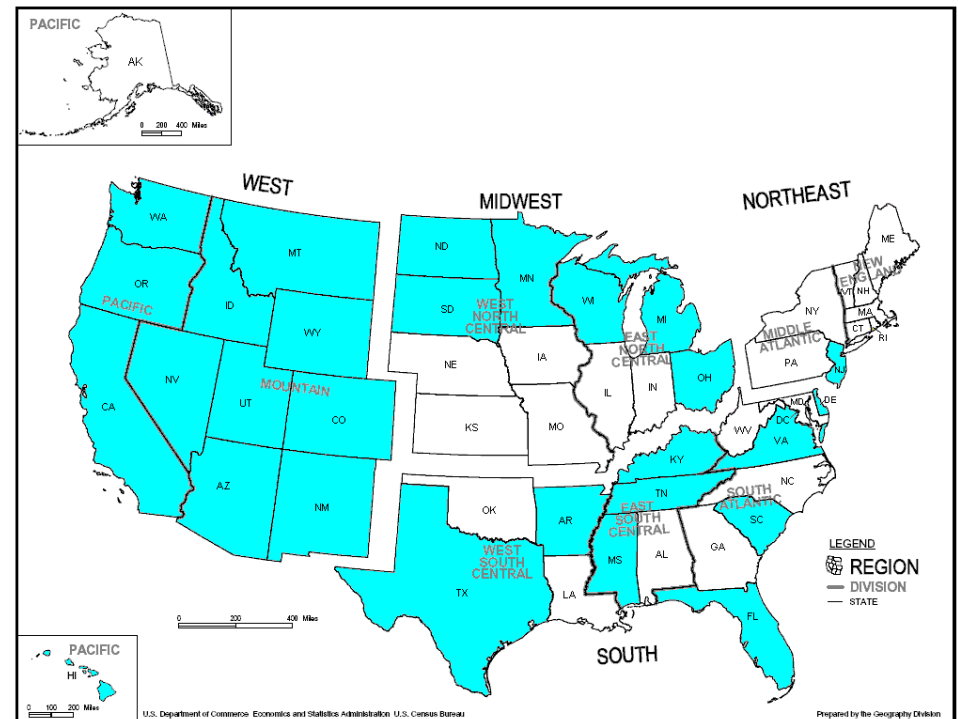 PACIFIC
AK
0 200 400 Miles
WEST
MIDWEST
NORTHEAST
WA
MT
ND
MN
ME
OR
ID
SD
WI
MI
NEW
ENGLAND
VT
NH
NY
MA
CT
RI
PACIFIC
WY
WEST
NORTH
CENTRAL
EAST
NORTH
CENTRAL
MIDDLE
ATLANTIC
PA
NJ
NE
IA
IL
IN
OH
NV
UT
MOUNTAIN
CO
CA
KS
MO
WV
MD
DE
DC
VA
KY
AZ
NM
OK
AR
TN
NC
SOUTH
ATLANTIC
SC
EAST
SOUTH
CENTRAL
MS
AL
GA
WEST
SOUTH
CENTRAL
TX
LA
FL
LEGEND
REGION
DIVISION
STATE
0 200 400 Miles
SOUTH
PACIFIC
HI
0 100 200 Miles
U.S. Department of Commerce Economics and Statistics Administration U.S. Census Bureau
Prepared by the Geography Division